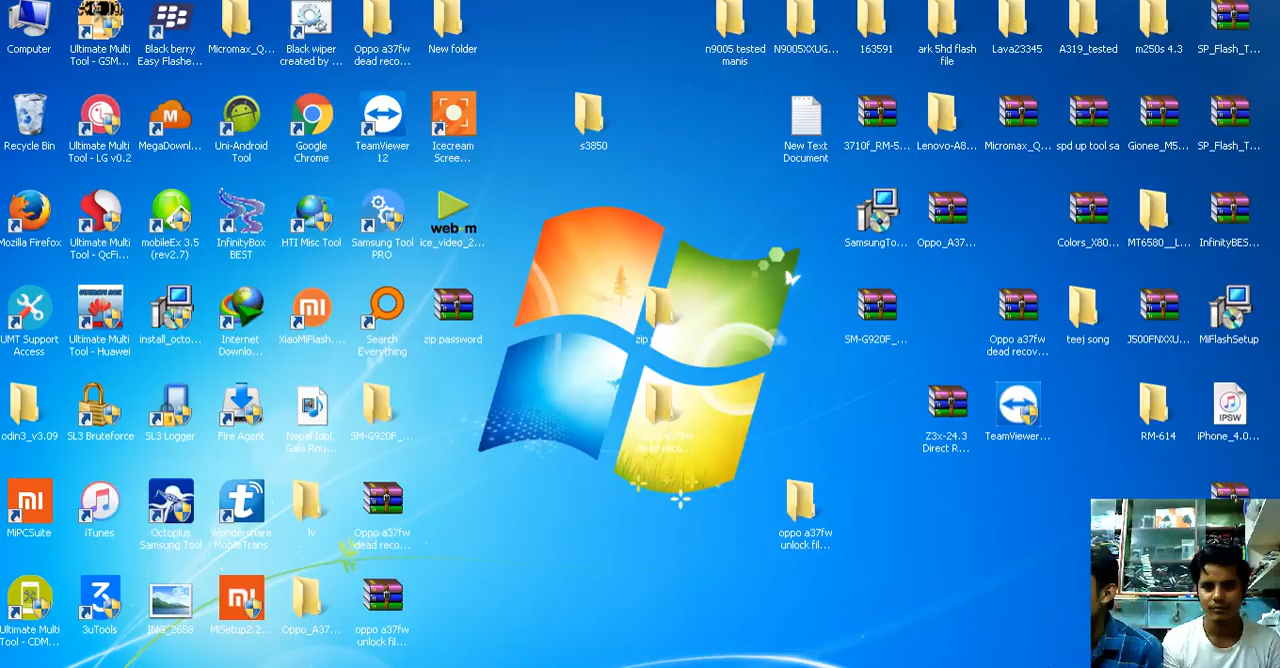 Computer
Ultimate Multi Tool - GSM...
Black berry Easy Flashe...
Micromax_Q...
Black wiper created by ...
Oppo a37fw dead reco...
New folder
n9005 tested manis
N9005XXUG...
163591
ark 5hd flash file
Lava23345
A319_tested
m250s 4.3
SP_Flash_T...
Recycle Bin
Ultimate Multi Tool - LG v0.2
MegaDownl...
Uni-Android Tool
Google Chrome
TeamViewer 12
Icecream Scree...
s3850
New Text Document
3710f_RM-5...
Lenovo-A8...
Micromax_Q...
spd up tool sa
Gionee_M5...
SP_Flash_T...
Mozilla Firefox
Ultimate Multi Tool - QcFi...
mobileEx 3.5 (rev2.7)
InfinityBox BEST
HTI Misc Tool
Samsung Tool PRO
webm
ice_video_2...
SamsungTo...
Oppo_A37...
Colors_X80...
MT6580__L...
InfinityBES...
UMT Support Access
ULTIMATE BOX
Ultimate Multi Tool - Huawei
install_octo...
Internet Downlo...
XiaoMiFlash....
Search Everything
zip password
zip
SM-G920F_...
Oppo a37fw dead recov...
teej song
J500FNXXU...
MiFlashSetup
odin3_v3.09
SL3 Bruteforce
SL3 Logger
Fire Agent
Nepal Idol, Gala Rou...
SM-G920F_...
dead reco...
Z3x-24.3 Direct R...
TeamViewer...
RM-614
IPSW
iPhone_4.0...
MiPCSuite
iTunes
Octoplus Samsung Tool
Wondershare MobileTrans
lv
Oppo a37fw dead reco...
oppo a37fw unlock fil...
Ultimate Multi Tool - CDM...
3uTools
IMG_2658
MiSetup2.2...
Oppo_A37...
oppo a37fw unlock fil...